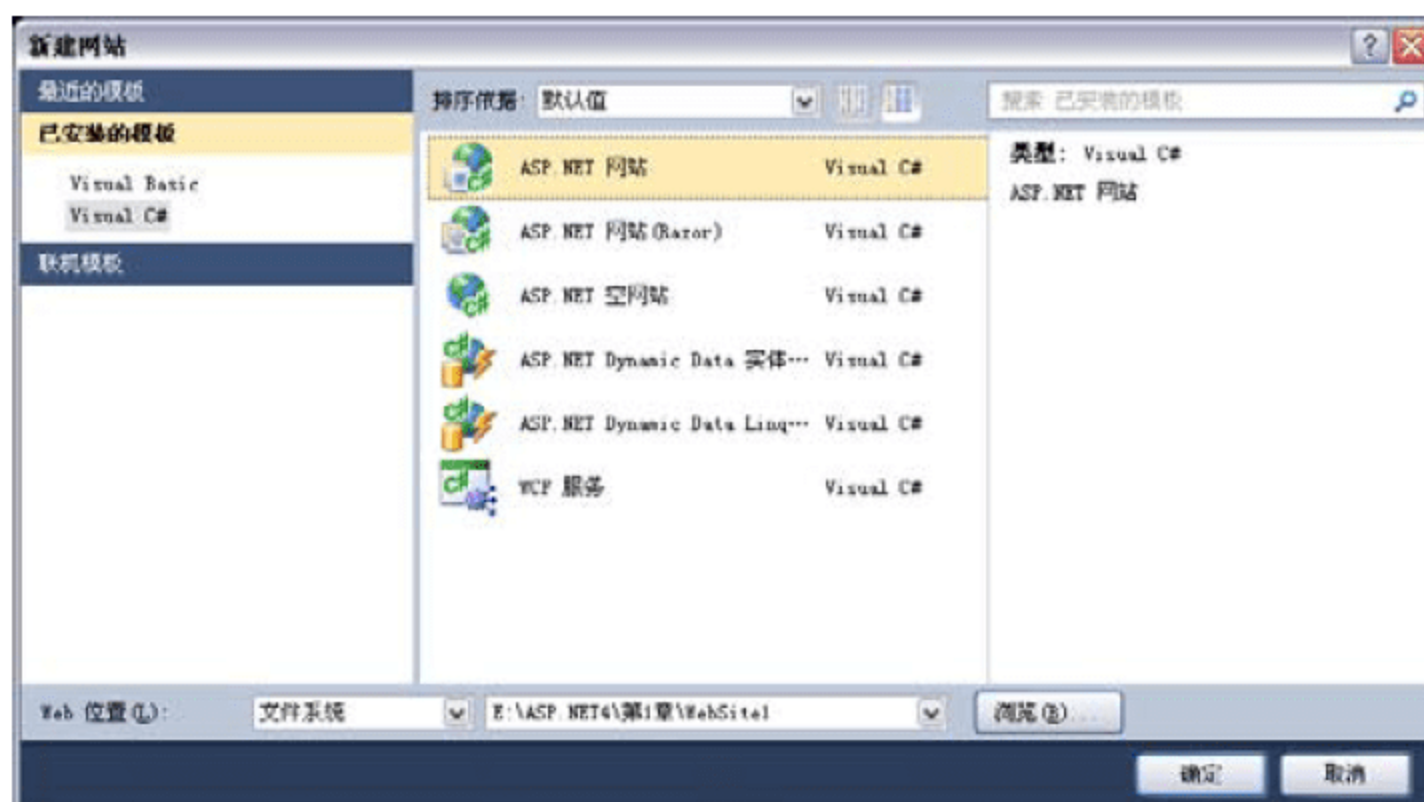 新建网站
最近的模板
已安装的模板
Visual Basic
Visual C#
联机模板
排序依据: 默认值
ASP.NET 网站 Visual C#
ASP.NET 网站(Razor) Visual C#
ASP.NET 空网站 Visual C#
ASP.NET Dynamic Data 实体… Visual C#
ASP.NET Dynamic Data Linq… Visual C#
WCF 服务 Visual C#
搜索 已安装的模板
类型: Visual C#
ASP.NET 网站
Web 位置(L):
文件系统
E:\ASP.NET4\第1章\WebSite1
浏览(B)...
确定
取消